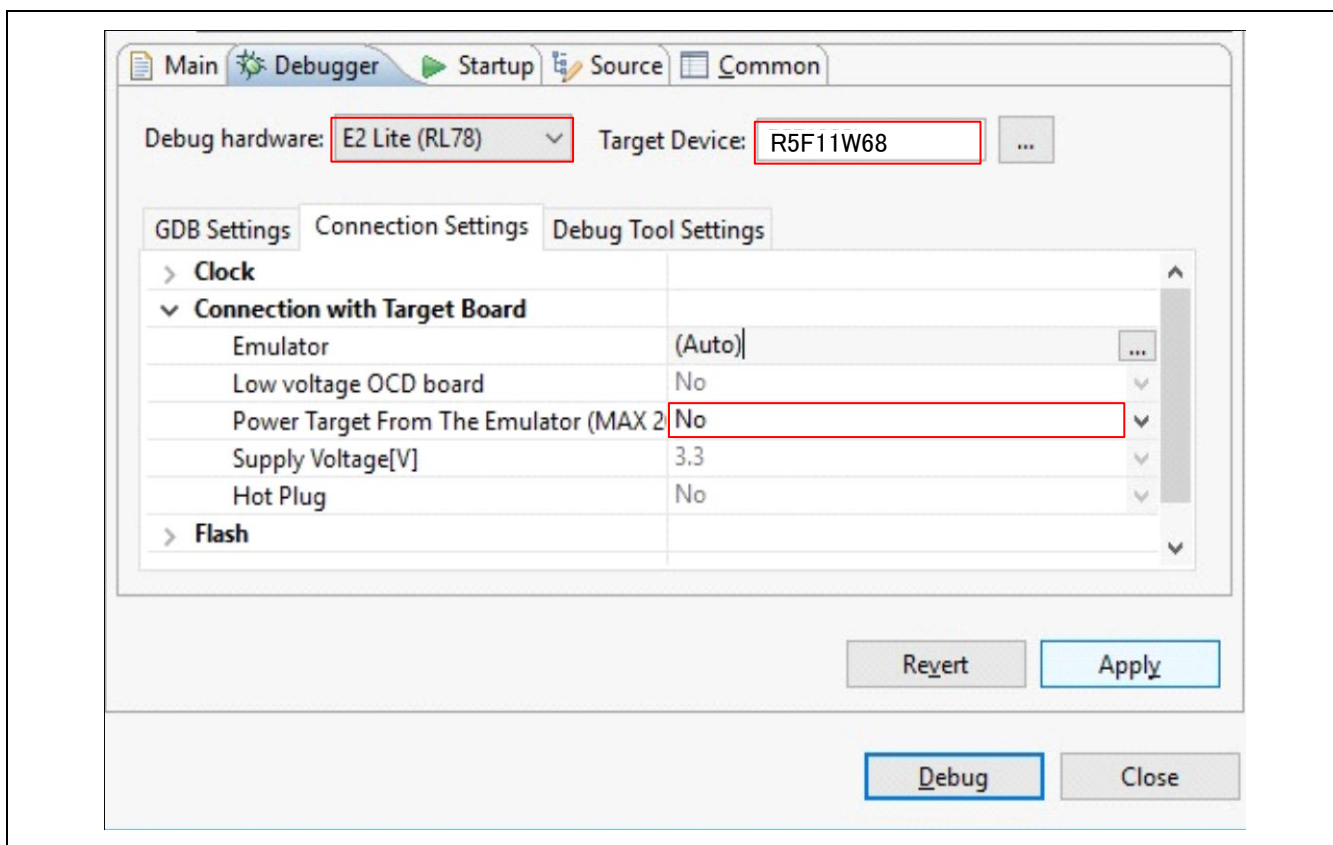 Main Debugger Startup Source Common
Debug hardware: E2 Lite (RL78) Target Device: R5F11W68 ...
GDB Settings Connection Settings Debug Tool Settings
Clock
Connection with Target Board
Emulator (Auto) ...
Low voltage OCD board No
Power Target From The Emulator (MAX 2 No
Supply Voltage[V] 3.3
Hot Plug No
Flash
Revert Apply
Debug Close